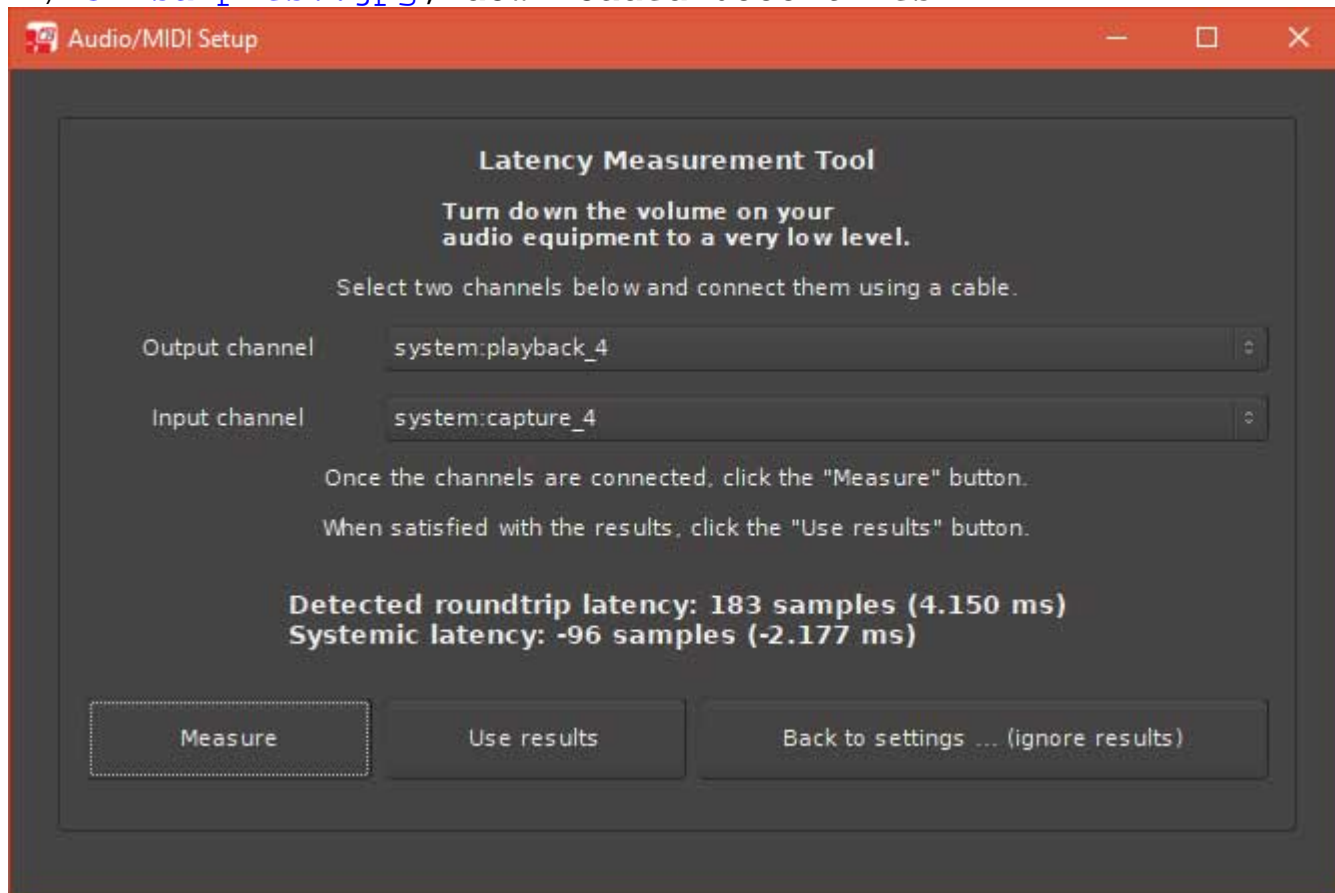 Audio/MIDI Setup
Latency Measurement Tool
Turn down the volume on your
audio equipment to a very low level.
Select two channels below and connect them using a cable.
Output channel
system:playback_4
Input channel
system:capture_4
Once the channels are connected, click the "Measure" button.
When satisfied with the results, click the "Use results" button.
Detected roundtrip latency: 183 samples (4.150 ms)
Systemic latency: -96 samples (-2.177 ms)
Measure
Use results
Back to settings ... (ignore results)